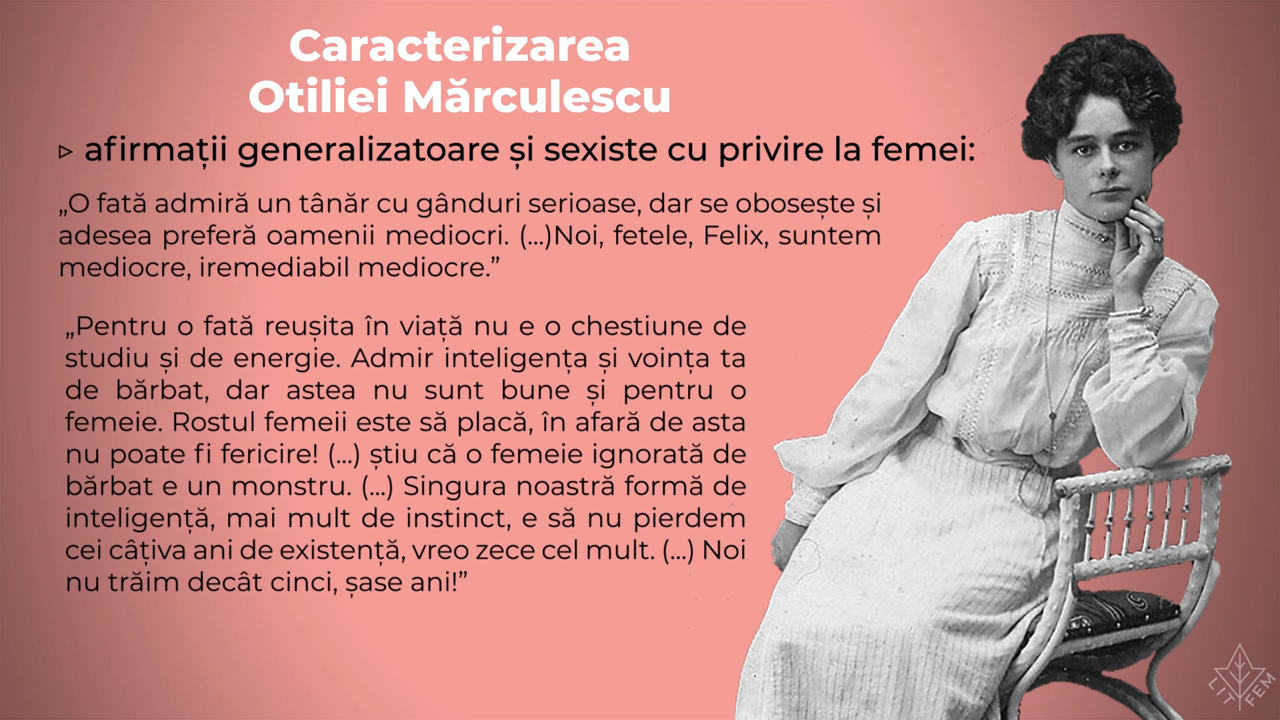 Caracterizarea
Otiliei Mărculescu
▹ afirmații generalizatoare și sexiste cu privire la femei:
„O fată admiră un tânăr cu gânduri serioase, dar se obosește și
adesea preferă oamenii mediocri. (...)Noi, fetele, Felix, suntem
mediocre, iremediabil mediocre.”
„Pentru o fată reușita în viață nu e o chestiune de
studiu și de energie. Admir inteligența și voința ta
de bărbat, dar astea nu sunt bune și pentru o
femeie. Rostul femeii este să placă, în afară de asta
nu poate fi fericire! (...) știu că o femeie ignorată de
bărbat e un monstru. (...) Singura noastră formă de
inteligență, mai mult de instinct, e să nu pierdem
cei câțiva ani de existență, vreo zece cel mult. (...) Noi
nu trăim decât cinci, șase ani!”
LIT FEM